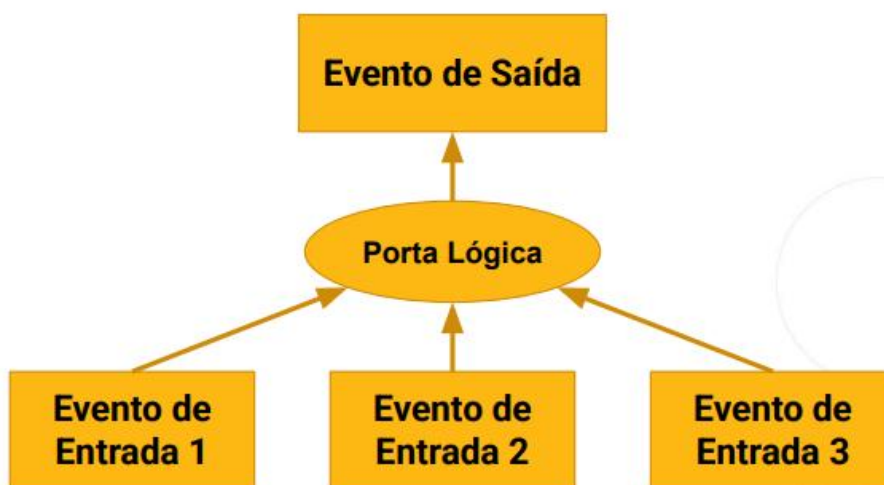 Evento de Saída
Porta Lógica
Evento de
Entrada 1
Evento de
Entrada 2
Evento de
Entrada 3